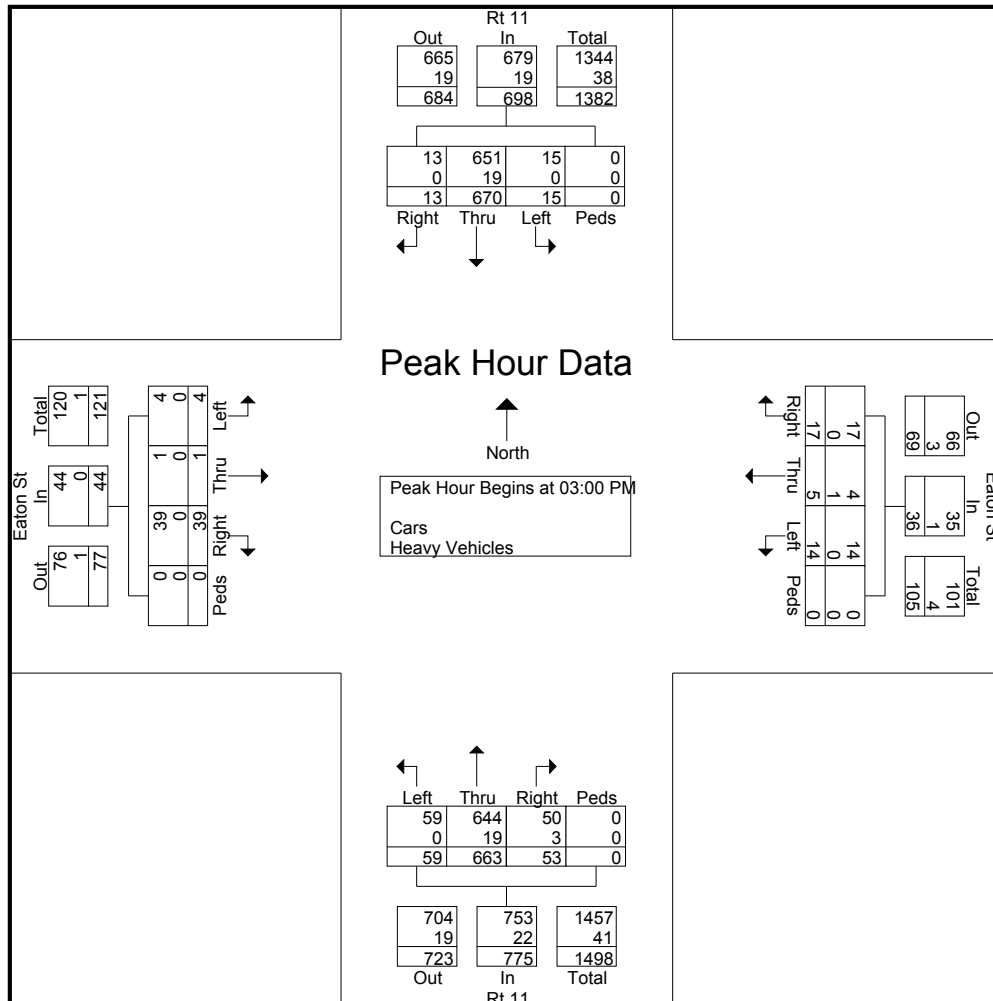 Rt 11
Out In Total
665 679 1344
19 19 38
684 698 1382
13 651 15 0
0 19 0 0
13 670 15 0
Right Thru Left Peds
Peak Hour Data
North
Peak Hour Begins at 03:00 PM
Cars
Heavy Vehicles
Eaton St
Out In Total
76 44 120
1 0 1
77 44 121
0 39 1 4
0 0 0 0
0 39 1 4
Peds Right Thru Left
Eaton St
Out In Total
66 35 101
3 1 4
69 36 105
17 4 14 0
0 1 0 0
17 5 14 0
Right Thru Left Peds
Left Thru Right Peds
59 644 50 0
0 19 3 0
59 663 53 0
704 753 1457
19 22 41
723 775 1498
Out In Total
Rt 11